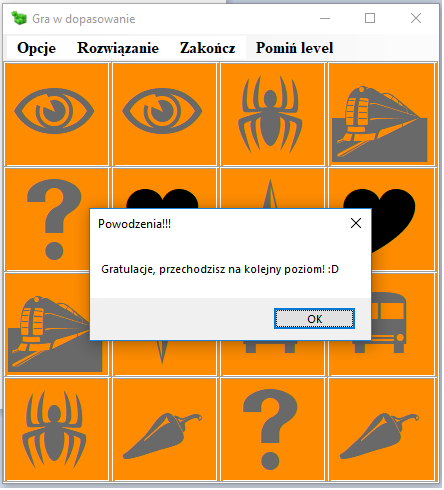 Gra w dopasowanie
Opcje Rozwiązanie Zakończ Pomiń level
Powodzenia!!!
Gratulacje, przechodzisz na kolejny poziom! :D
OK
?
?